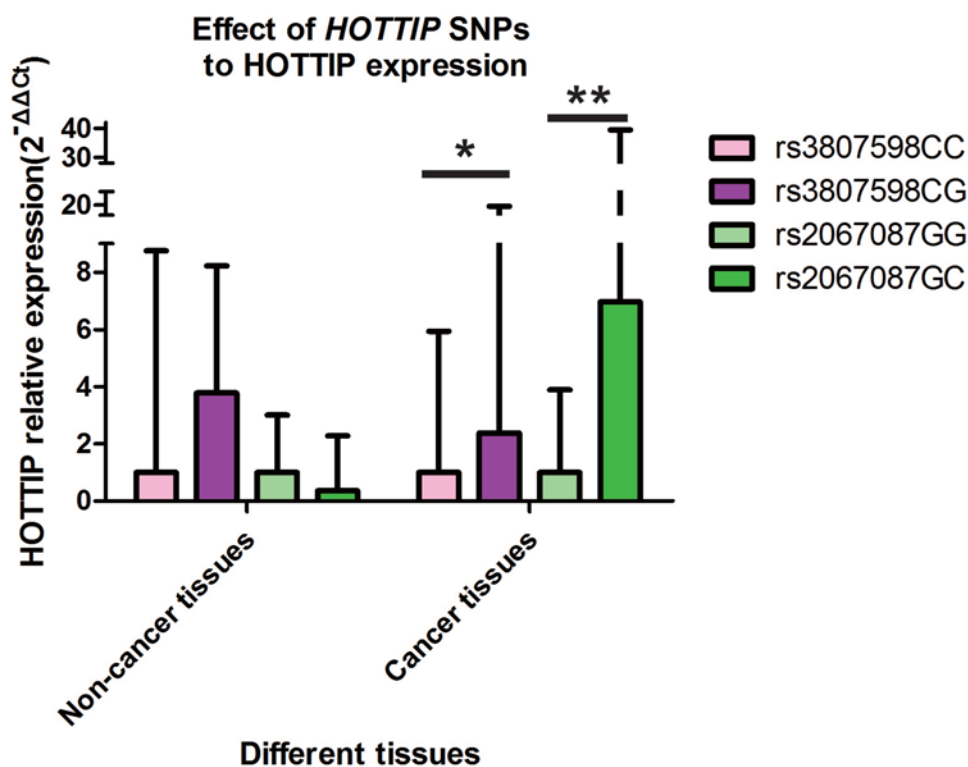 Effect of HOTTIP SNPs
to HOTTIP expression
HOTTIP relative expression(2^-ΔΔCt)
40
30
20
8
6
4
2
0
*
**
rs3807598CC
rs3807598CG
rs2067087GG
rs2067087GC
Non-cancer tissues
Cancer tissues
Different tissues